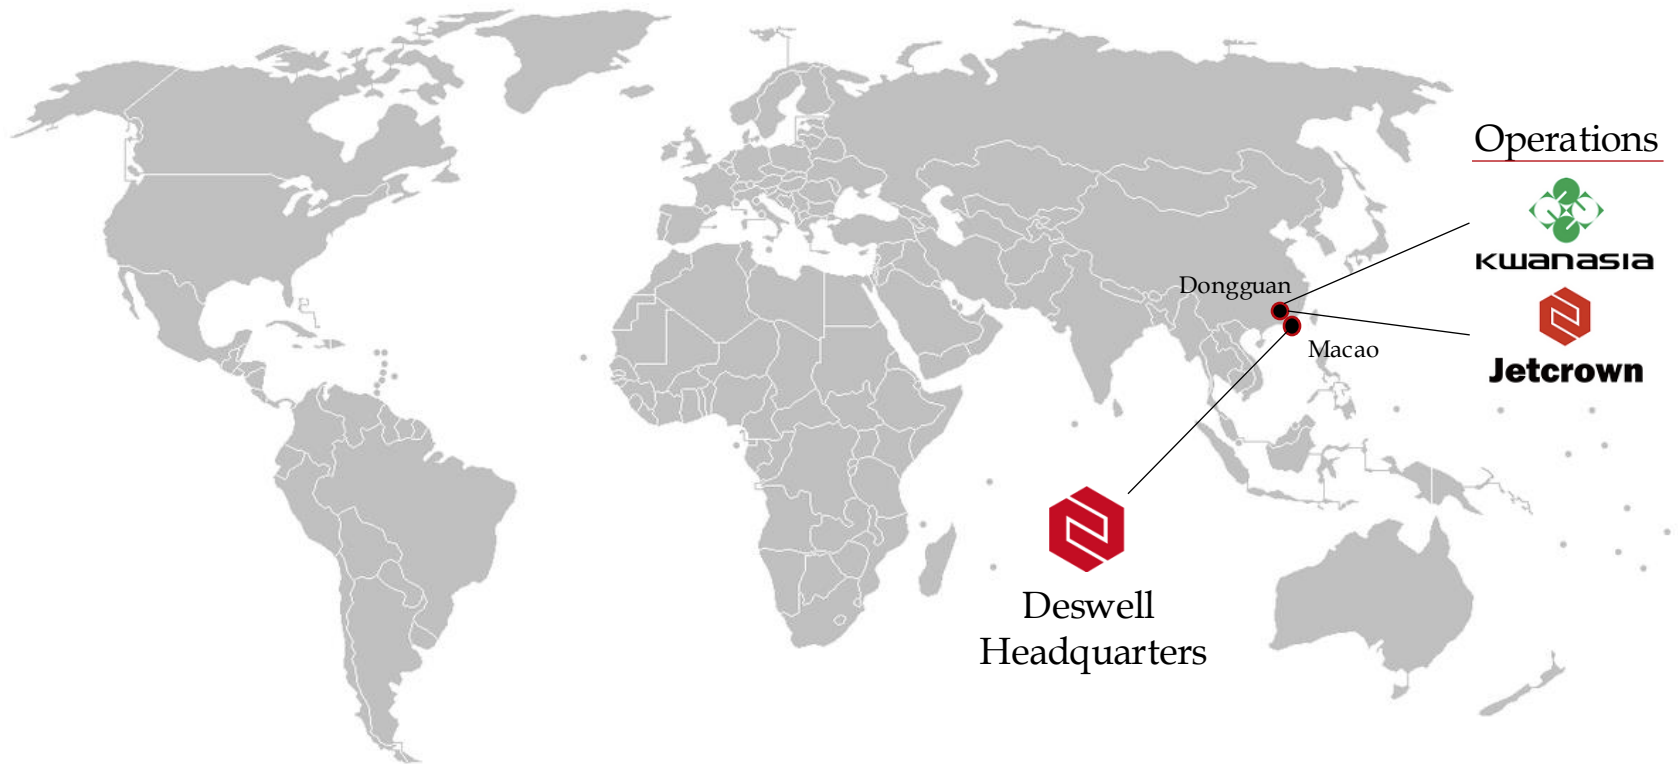 Operations
KWANASIA
Dongguan
Macao
Jetcrown
Deswell
Headquarters